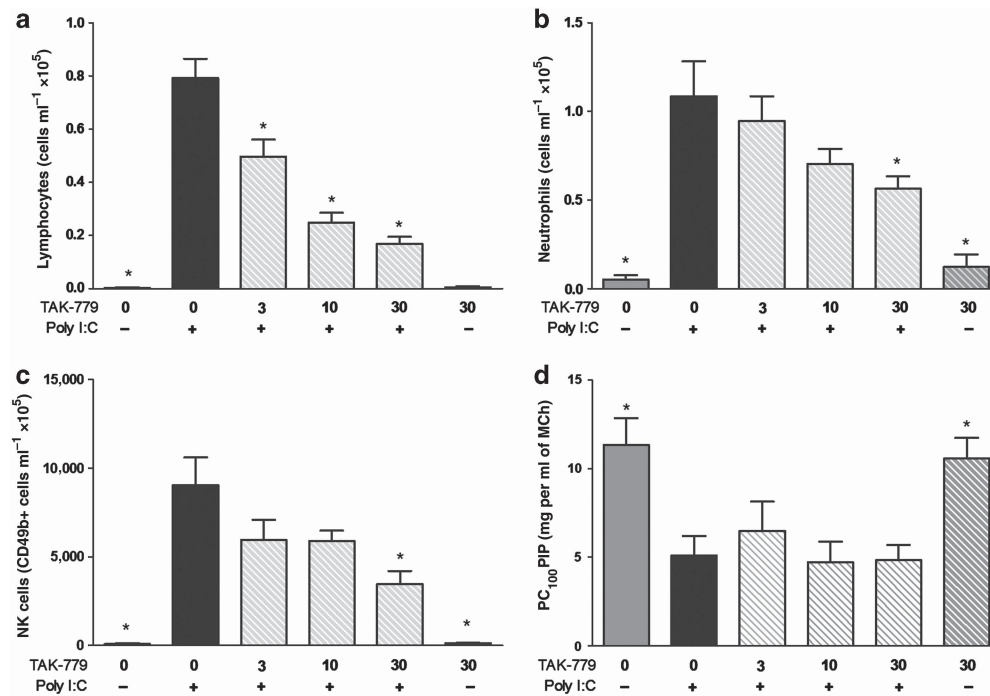 a
Lymphocytes (cells ml⁻¹ ×10⁵)
1.0
0.8
0.6
0.4
0.2
0.0
* * * *
TAK-779 0 0 3 10 30 30
Poly I:C – + + + + –
b
Neutrophils (cells ml⁻¹ ×10⁵)
1.5
1.0
0.5
0.0
* * *
TAK-779 0 0 3 10 30 30
Poly I:C – + + + + –
c
NK cells (CD49b+ cells ml⁻¹ ×10⁵)
15,000
10,000
5,000
0
* * *
TAK-779 0 0 3 10 30 30
Poly I:C – + + + + –
d
PC₁₀₀PIP (mg per ml of MCh)
15
10
5
0
* *
TAK-779 0 0 3 10 30 30
Poly I:C – + + + + –